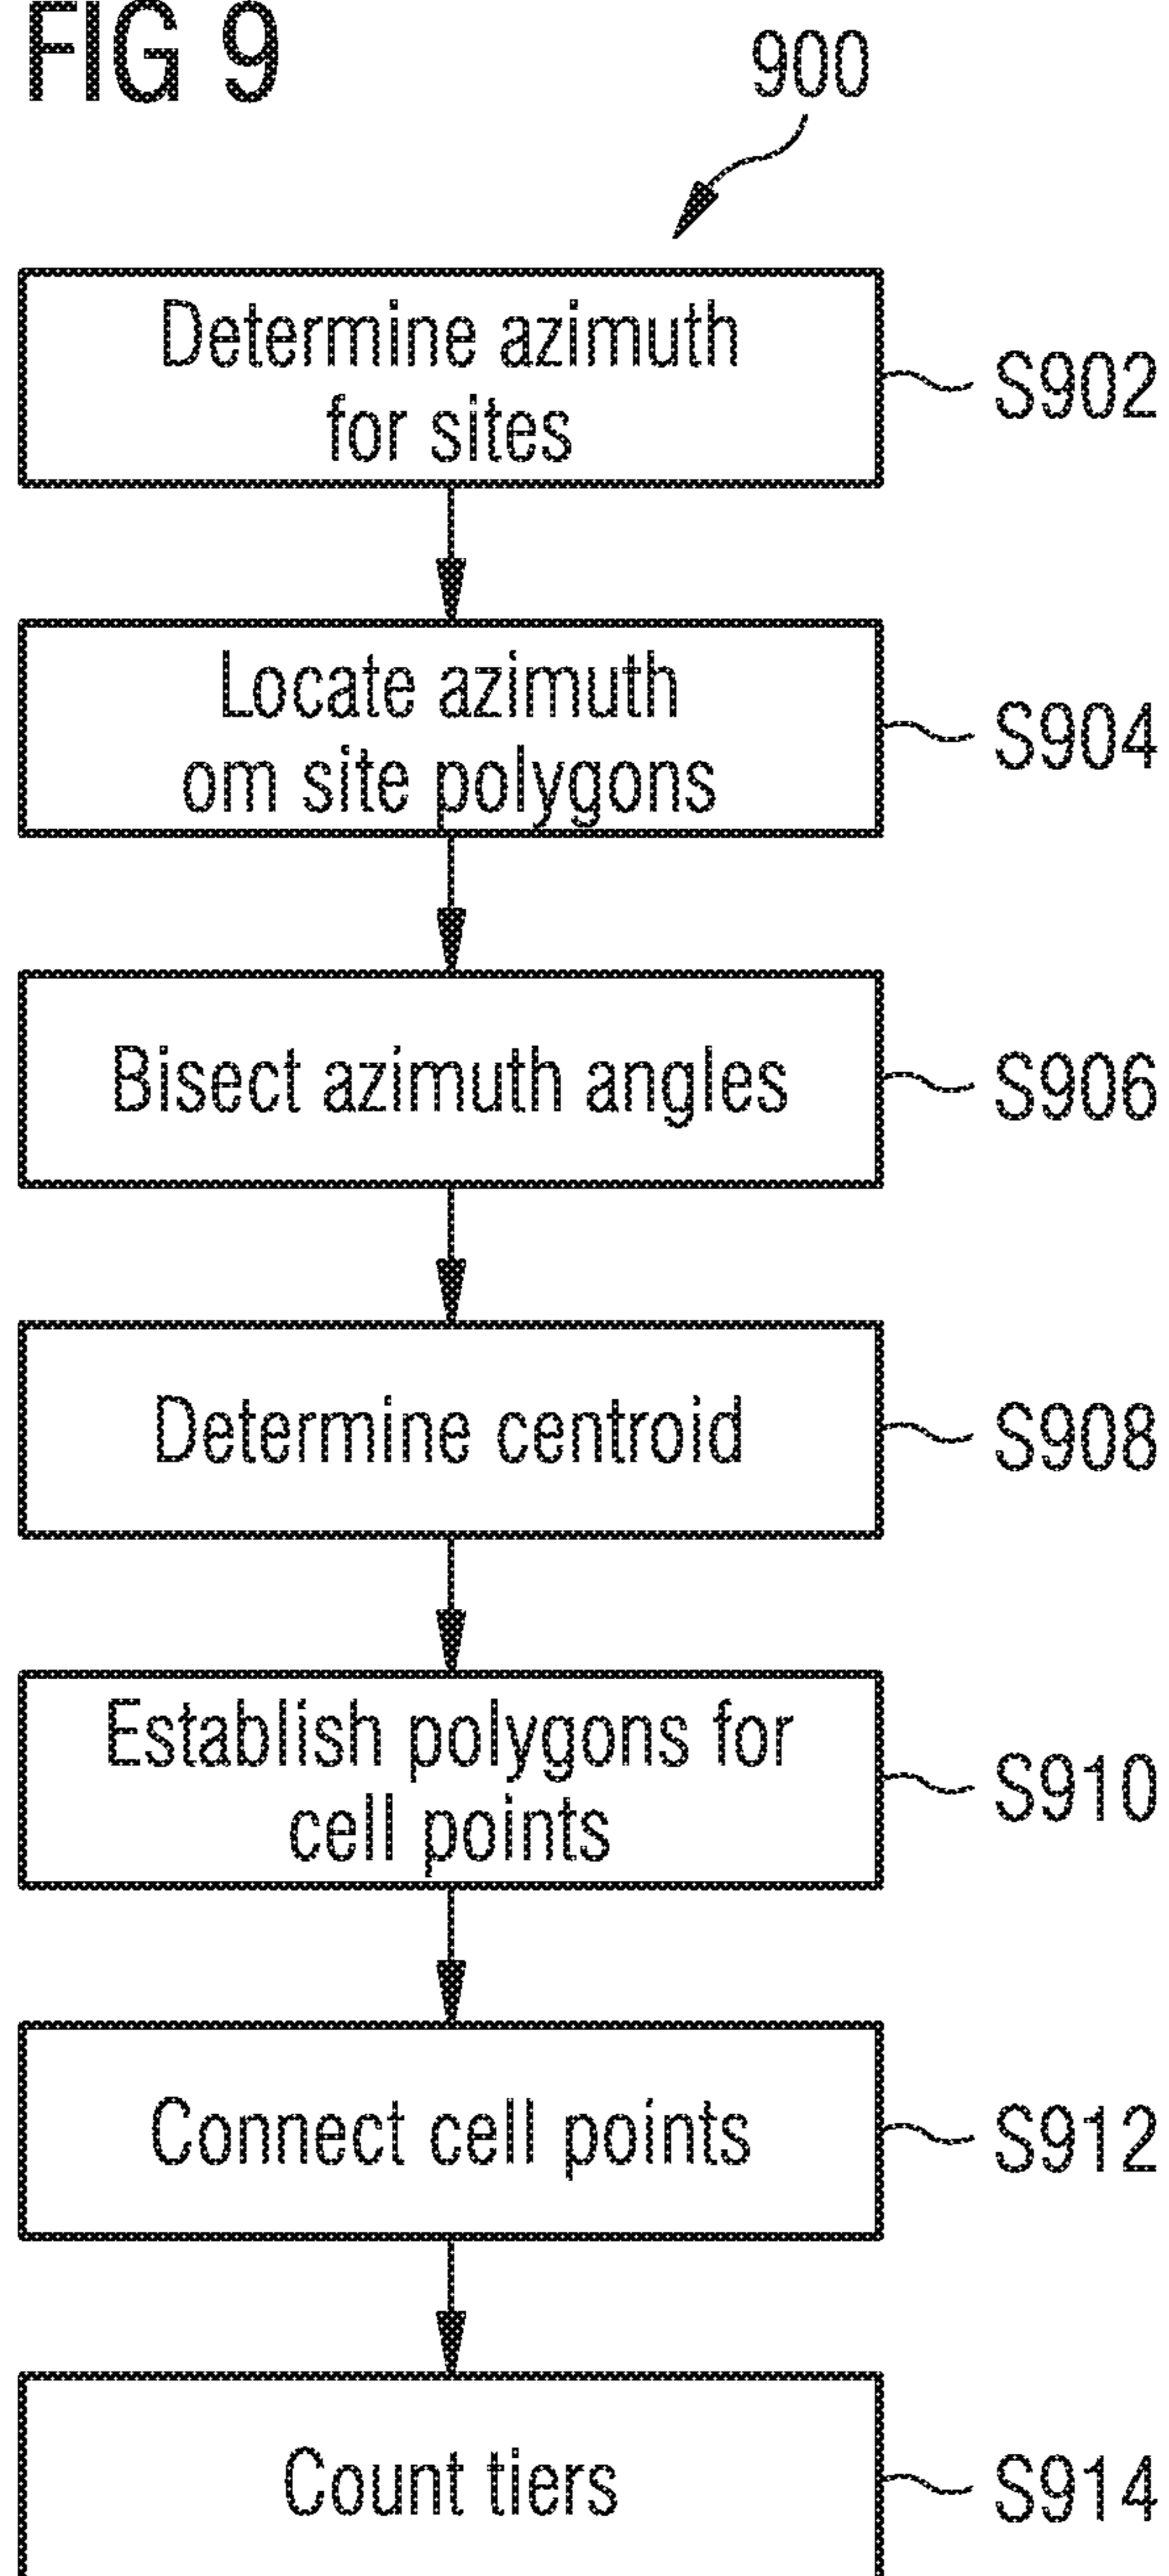 FIG 9
900
Determine azimuth
for sites
S902
Locate azimuth
om site polygons
S904
Bisect azimuth angles
S906
Determine centroid
S908
Establish polygons for
cell points
S910
Connect cell points
S912
Count tiers
S914